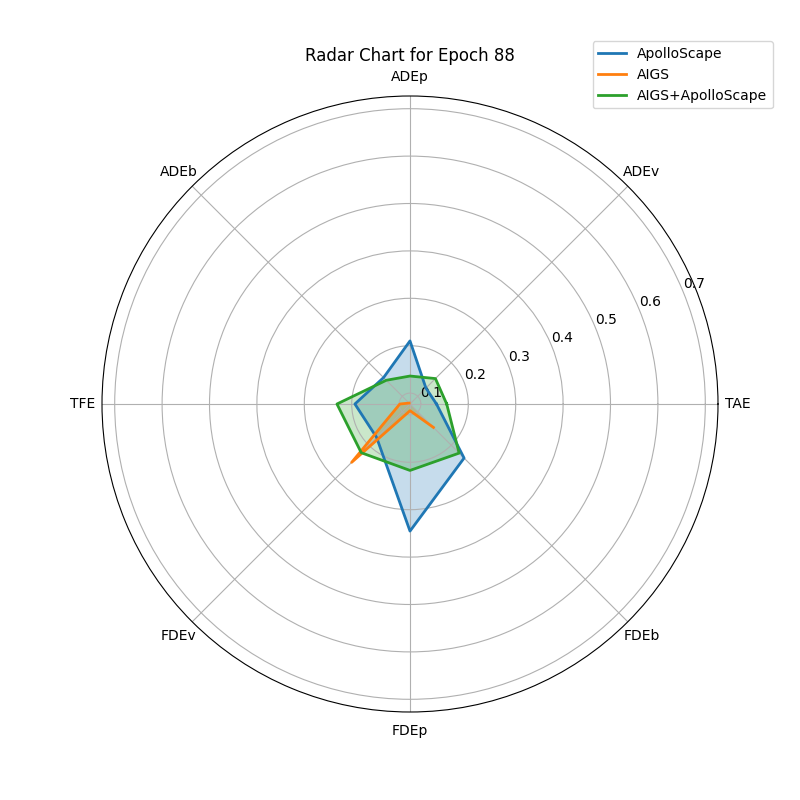 Radar Chart for Epoch 88
ApolloScape
AIGS
AIGS+ApolloScape
ADEp
ADEb
ADEv
0.7
0.6
0.5
0.4
0.3
0.2
0.1
TFE
TAE
FDEv
FDEb
FDEp